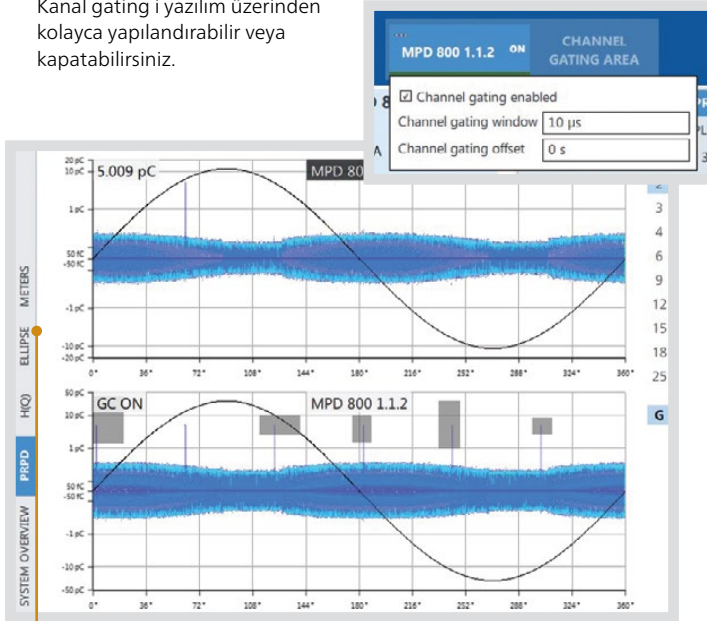 Kanal gating i yazılım üzerinden
kolayca yapılandırabilir veya
kapatabilirsiniz.
MPD 800 1.1.2 ON
CHANNEL
GATING AREA
Channel gating enabled
Channel gating window 10 µs
Channel gating offset 0 s
METERS
ELLIPSE
H(Q)
PRPD
SYSTEM OVERVIEW
20 pC
10 pC
1 pC
50 fC
-50 fC
-1 pC
-10 pC
-20 pC
5.009 pC
MPD 80
0° 36° 72° 108° 144° 180° 216° 252° 288° 324° 360°
50 pC
10 pC
1 pC
50 fC
-50 fC
-1 pC
-10 pC
-50 pC
GC ON
MPD 800 1.1.2
0° 36° 72° 108° 144° 180° 216° 252° 288° 324° 360°
2
3
4
6
9
12
15
18
25
G